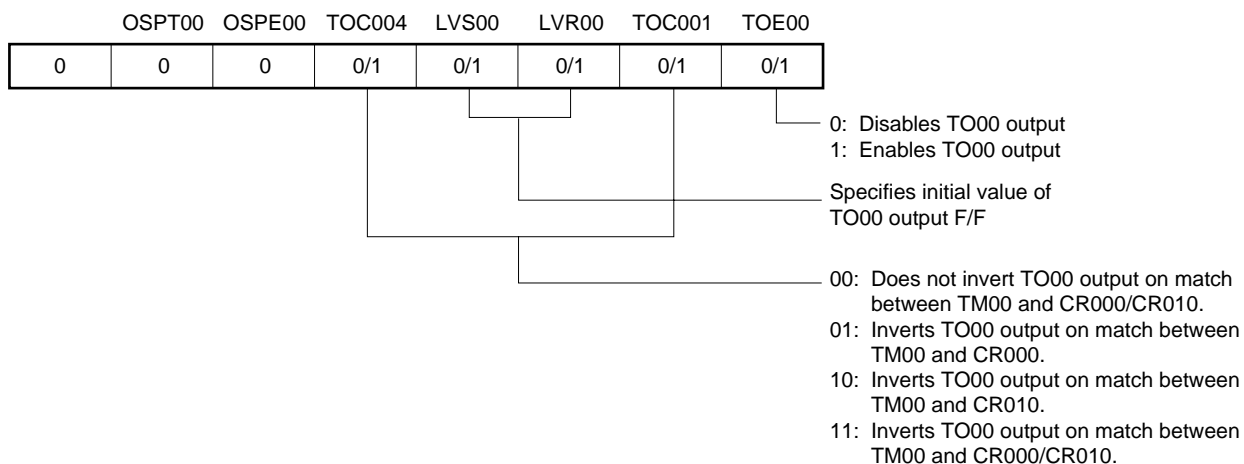 OSPT00 OSPE00 TOC004 LVS00 LVR00 TOC001 TOE00
0 0 0 0/1 0/1 0/1 0/1 0/1
0: Disables TO00 output
1: Enables TO00 output
Specifies initial value of
TO00 output F/F
00: Does not invert TO00 output on match
between TM00 and CR000/CR010.
01: Inverts TO00 output on match between
TM00 and CR000.
10: Inverts TO00 output on match between
TM00 and CR010.
11: Inverts TO00 output on match between
TM00 and CR000/CR010.